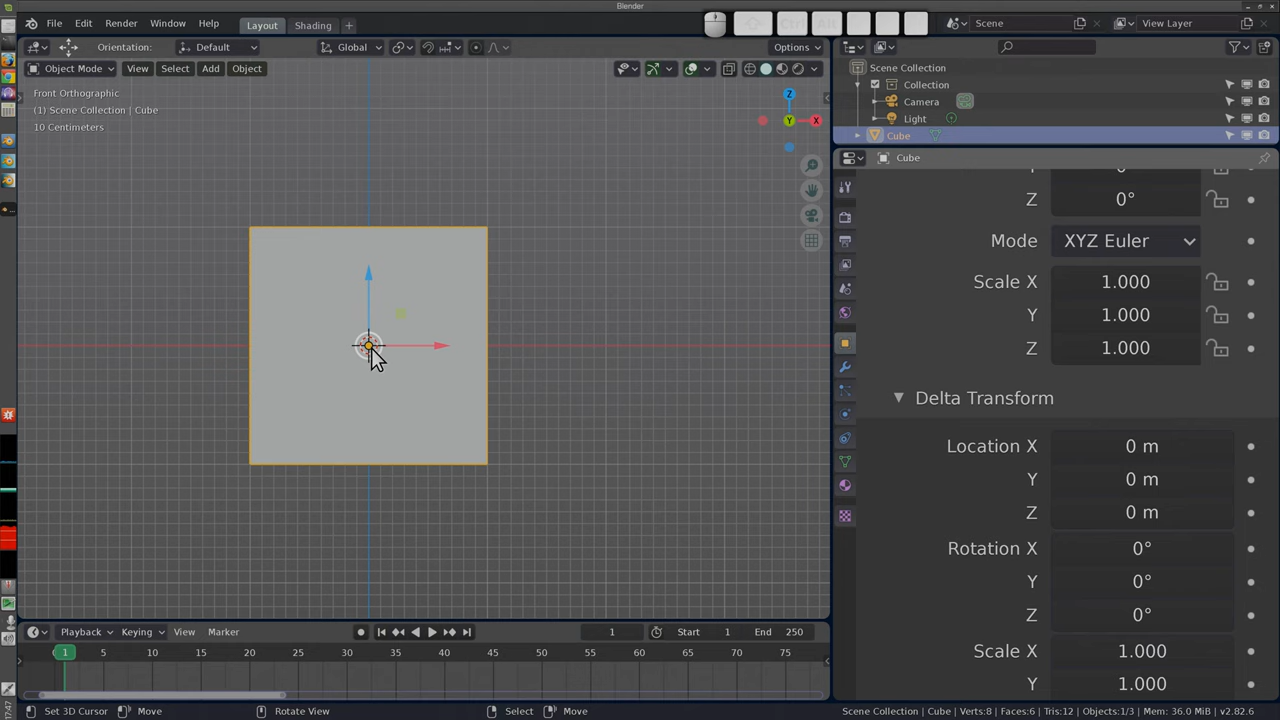 Blender
File Edit Render Window Help Layout Shading + Ctrl Alt Scene View Layer
Orientation: Default Global Options
Object Mode View Select Add Object
Front Orthographic
(1) Scene Collection | Cube
10 Centimeters
Z
Y
X
Scene Collection
Collection
Camera
Light
Cube
Cube
Y 0°
Z 0°
Mode XYZ Euler
Scale X 1.000
Y 1.000
Z 1.000
Delta Transform
Location X 0 m
Y 0 m
Z 0 m
Rotation X 0°
Y 0°
Z 0°
Scale X 1.000
Y 1.000
Playback Keying View Marker 1 Start 1 End 250
1 5 10 15 20 25 30 35 40 45 50 55 60 65 70 75
17:47
Set 3D Cursor Move Rotate View Select Move Scene Collection | Cube | Verts:8 | Faces:6 | Tris:12 | Objects:1/3 | Mem: 36.0 MiB | v2.82.6